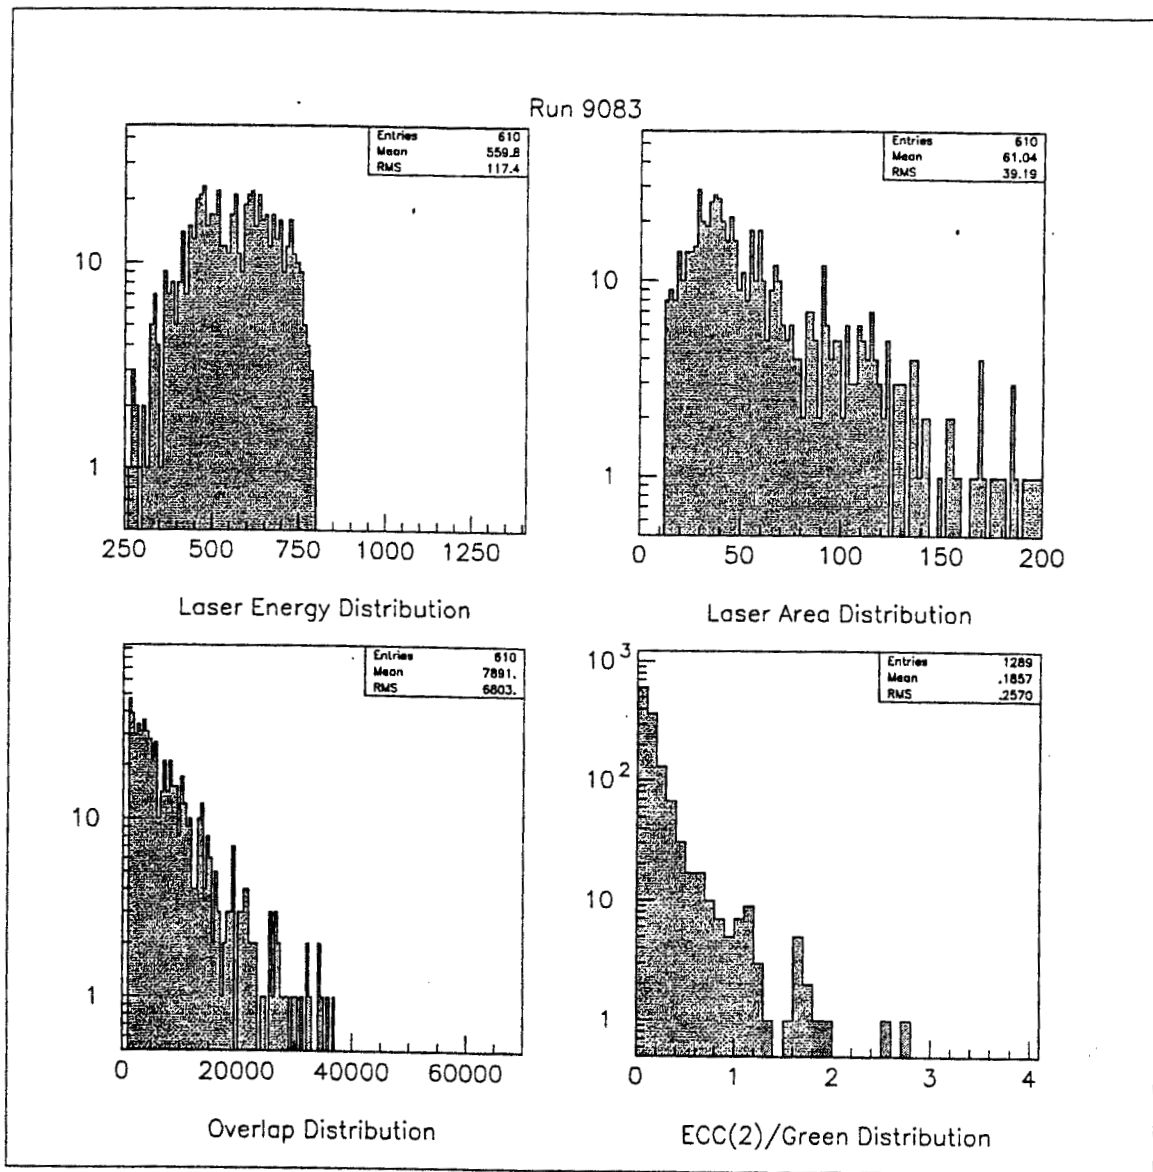 Run 9083
Entries 610
Mean 559.8
RMS 117.4
10
1
250 500 750 1000 1250
Laser Energy Distribution
Entries 610
Mean 61.04
RMS 39.19
10
1
0 50 100 150 200
Laser Area Distribution
Entries 610
Mean 7891.
RMS 6803.
10
1
0 20000 40000 60000
Overlap Distribution
Entries 1289
Mean .1857
RMS .2570
10³
10²
10
1
0 1 2 3 4
ECC(2)/Green Distribution